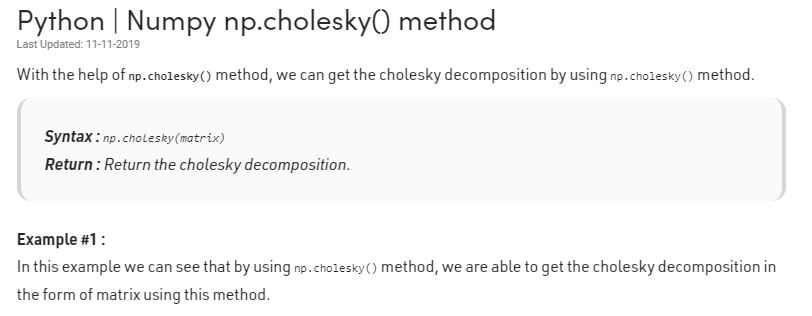 Python | Numpy np.cholesky() method
Last Updated: 11-11-2019
With the help of np.cholesky() method, we can get the cholesky decomposition by using np.cholesky() method.
Syntax : np.cholesky(matrix)
Return : Return the cholesky decomposition.
Example #1 :
In this example we can see that by using np.cholesky() method, we are able to get the cholesky decomposition in
the form of matrix using this method.